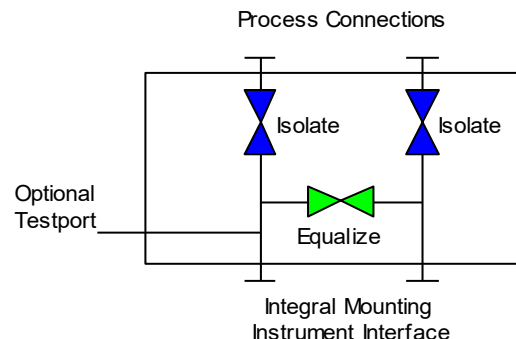 Process Connections
Isolate
Isolate
Optional
Testport
Equalize
Integral Mounting
Instrument Interface